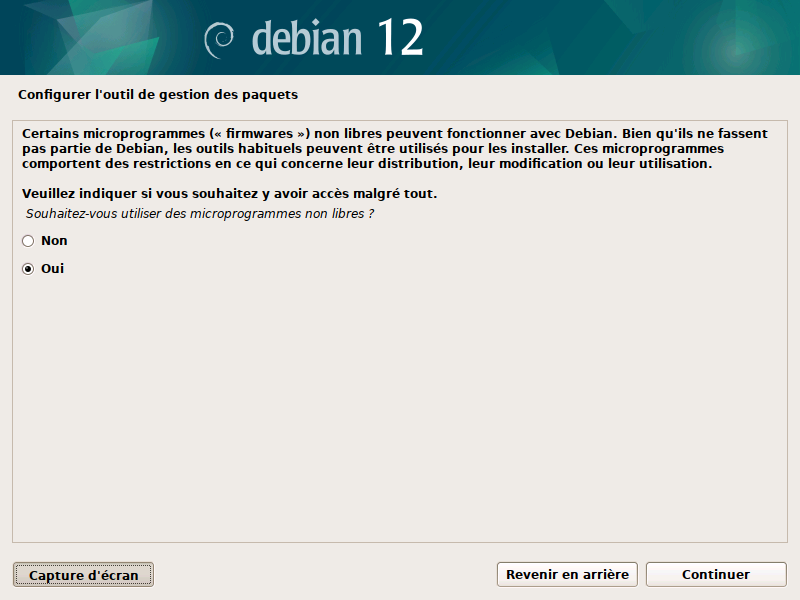 debian 12
Configurer l'outil de gestion des paquets
Certains microprogrammes (« firmwares ») non libres peuvent fonctionner avec Debian. Bien qu'ils ne fassent
pas partie de Debian, les outils habituels peuvent être utilisés pour les installer. Ces microprogrammes
comportent des restrictions en ce qui concerne leur distribution, leur modification ou leur utilisation.
Veuillez indiquer si vous souhaitez y avoir accès malgré tout.
Souhaitez-vous utiliser des microprogrammes non libres ?
Non
Oui
Capture d'écran
Revenir en arrière
Continuer